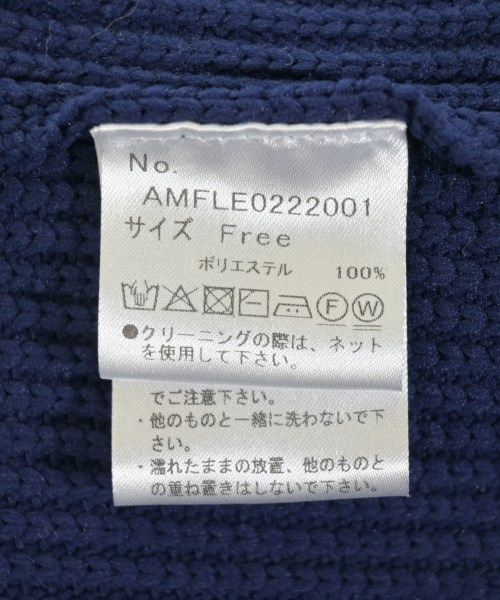 No.
AMFLE0222001
サイズ Free
ポリエステル 100%
F W
●クリーニングの際は、ネット
を使用して下さい。
でご注意下さい。
・他のものと一緒に洗わないで下
さい。
・濡れたままの放置、他のものと
の重ね置きはしないで下さい。